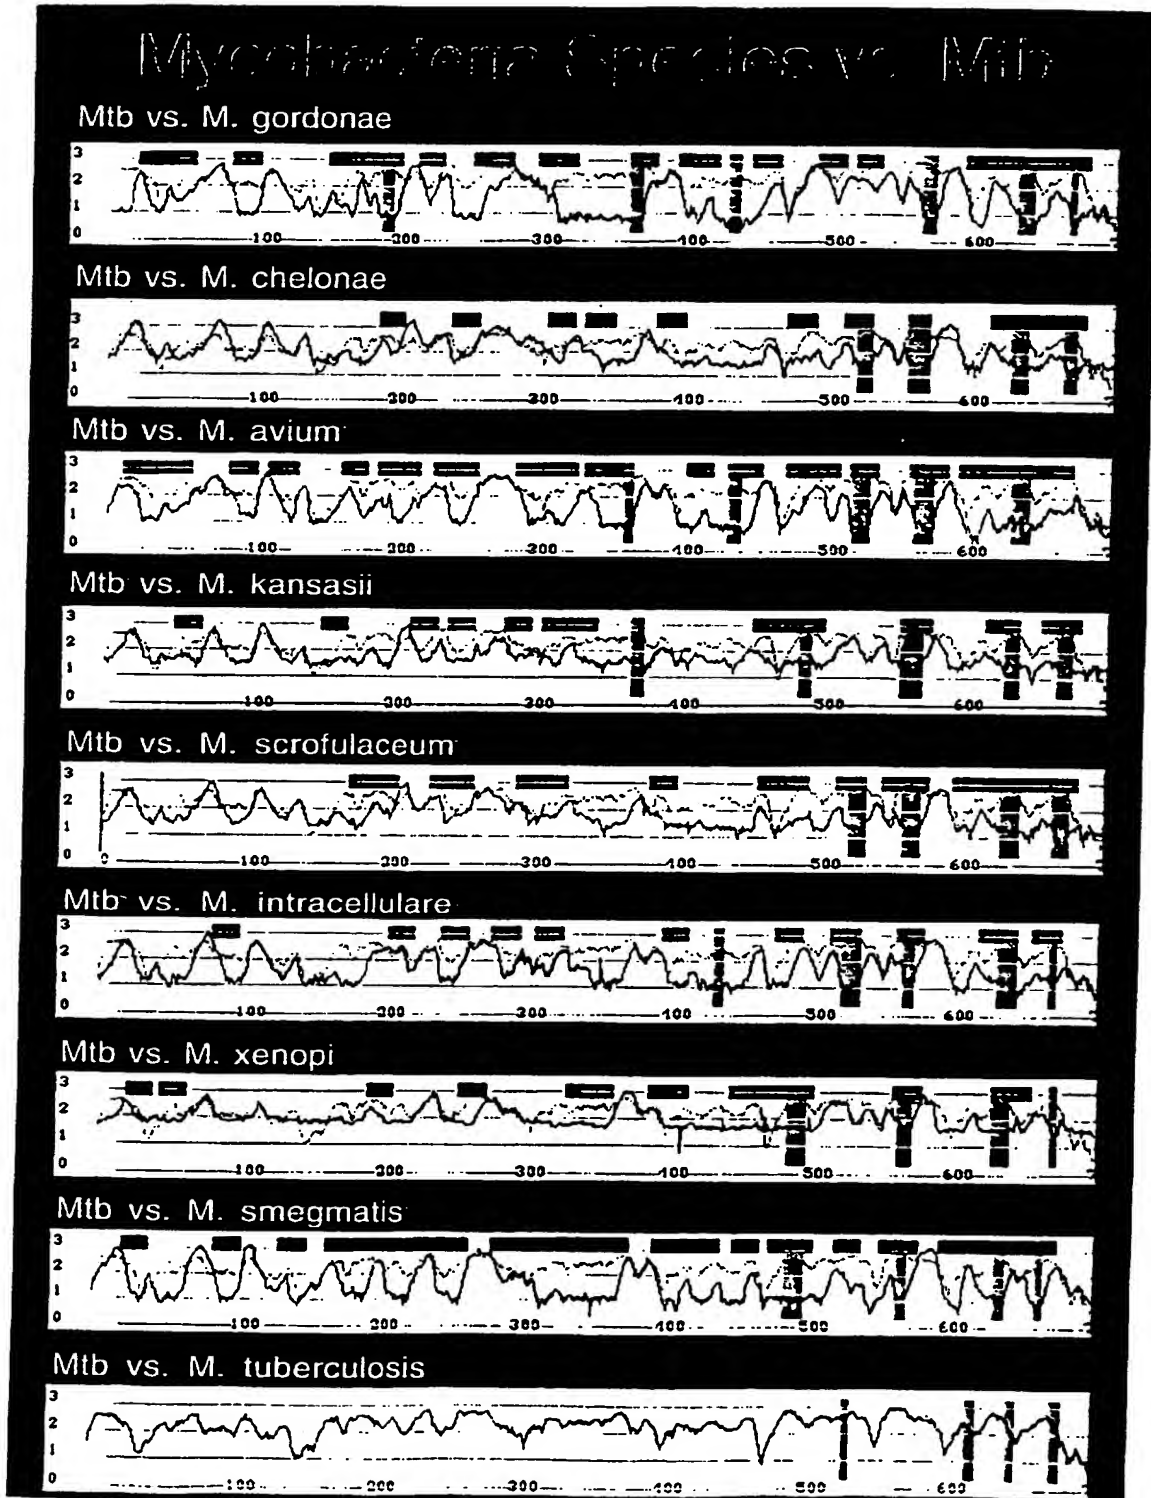 Mycobacteria Species vs. Mtb
Mtb vs. M. gordonae
3
2
1
0
100 200 300 400 500 600
Mtb vs. M. chelonae
3
2
1
0
100 200 300 400 500 600
Mtb vs. M. avium
3
2
1
0
100 200 300 400 500 600
Mtb vs. M. kansasii
3
2
1
0
100 200 300 400 500 600
Mtb vs. M. scrofulaceum
3
2
1
0
0 100 200 300 400 500 600
Mtb vs. M. intracellulare
3
2
1
0
100 200 300 400 500 600
Mtb vs. M. xenopi
3
2
1
0
100 200 300 400 500 600
Mtb vs. M. smegmatis
3
2
1
0
100 200 300 400 500 600
Mtb vs. M. tuberculosis
3
2
1
0
100 200 300 400 500 600